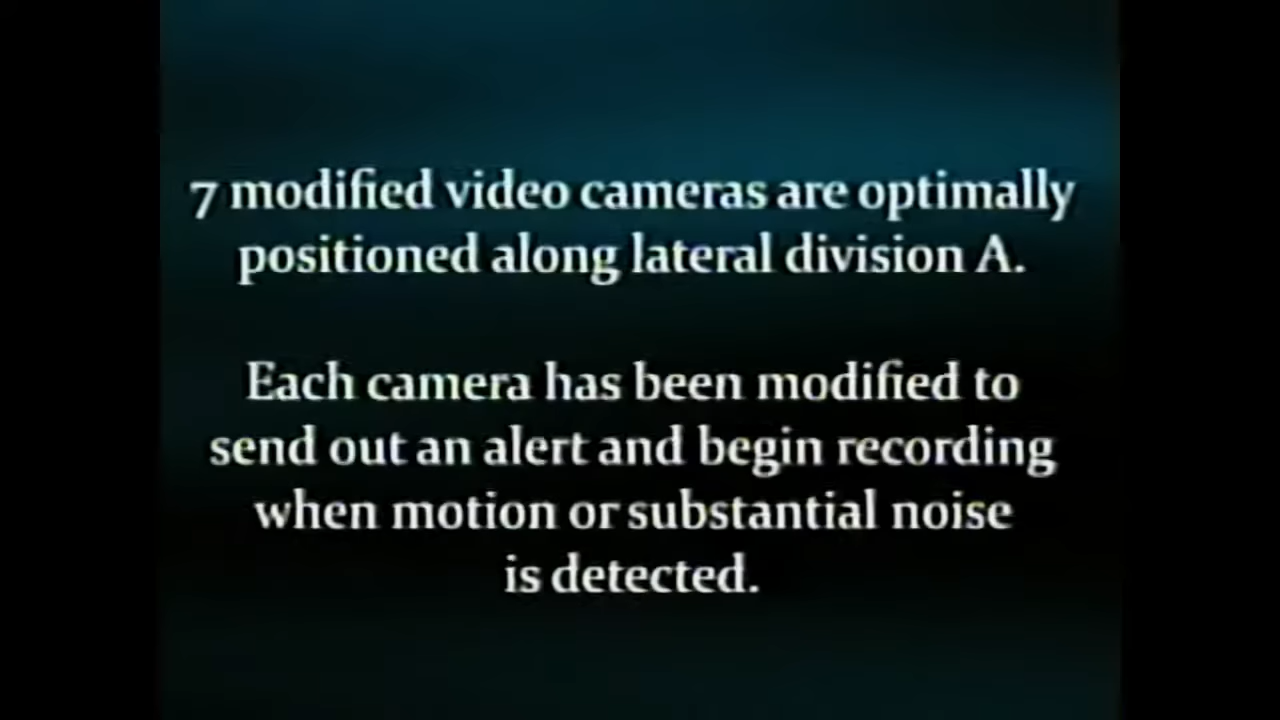 7 modified video cameras are optimally
positioned along lateral division A.
Each camera has been modified to
send out an alert and begin recording
when motion or substantial noise
is detected.